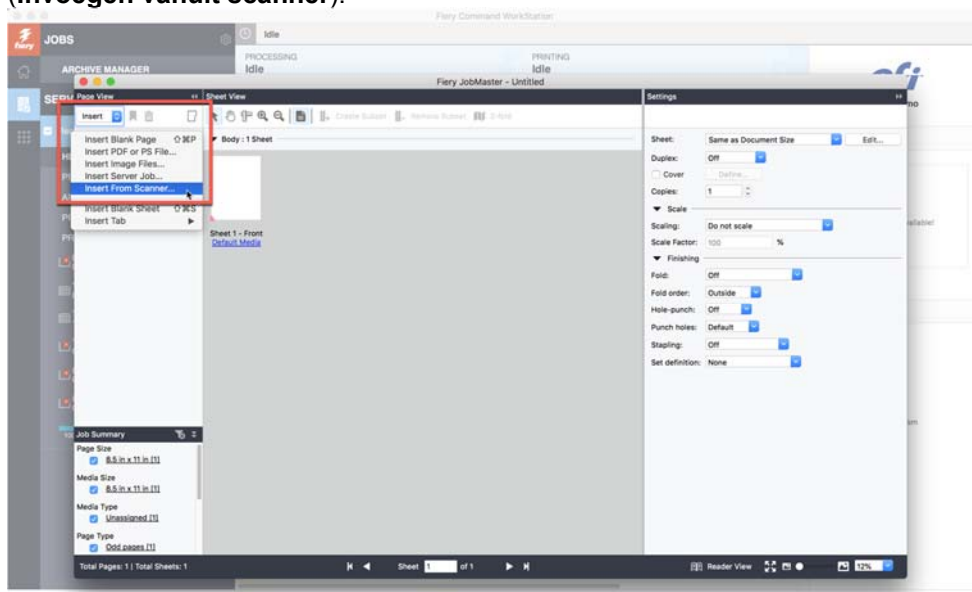 (Invoegen vanuit scanner).
Fiery Command WorkStation
fiery
JOBS
Idle
PROCESSING
PRINTING
ARCHIVE MANAGER
Idle
Idle
efi
Fiery JobMaster - Untitled
SERV
Page View
Sheet View
Settings
Insert
Create Subset
Remove Subset
Z-fold
Insert Blank Page ⇧⌘P
Insert PDF or PS File...
Insert Image Files...
Insert Server Job...
Insert From Scanner...
Insert Blank Sheet ⇧⌘S
Insert Tab
Body : 1 Sheet
Sheet 1 - Front
Default Media
Sheet: Same as Document Size Edit...
Duplex: Off
Cover Define...
Copies: 1
Scale
Scaling: Do not scale
Scale Factor: 100 %
Finishing
Fold: Off
Fold order: Outside
Hole-punch: Off
Punch holes: Default
Stapling: Off
Set definition: None
Job Summary
Page Size
8.5 in x 11 in [1]
Media Size
8.5 in x 11 in [1]
Media Type
Unassigned [1]
Page Type
Odd pages [1]
Total Pages: 1 | Total Sheets: 1
Sheet 1 of 1
Reader View
12%